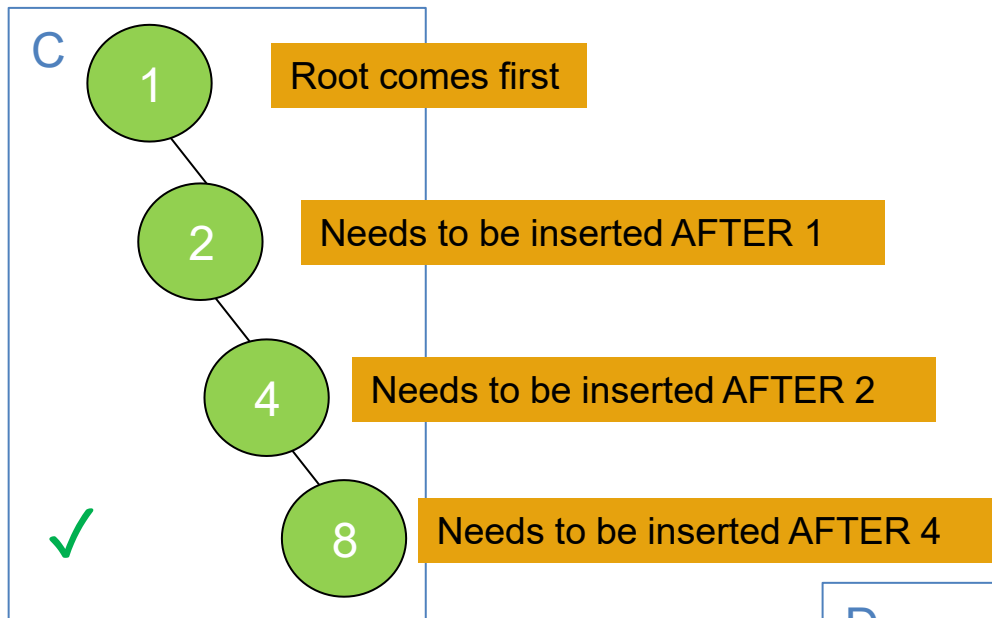 C
1
Root comes first
2
Needs to be inserted AFTER 1
4
Needs to be inserted AFTER 2
8
Needs to be inserted AFTER 4